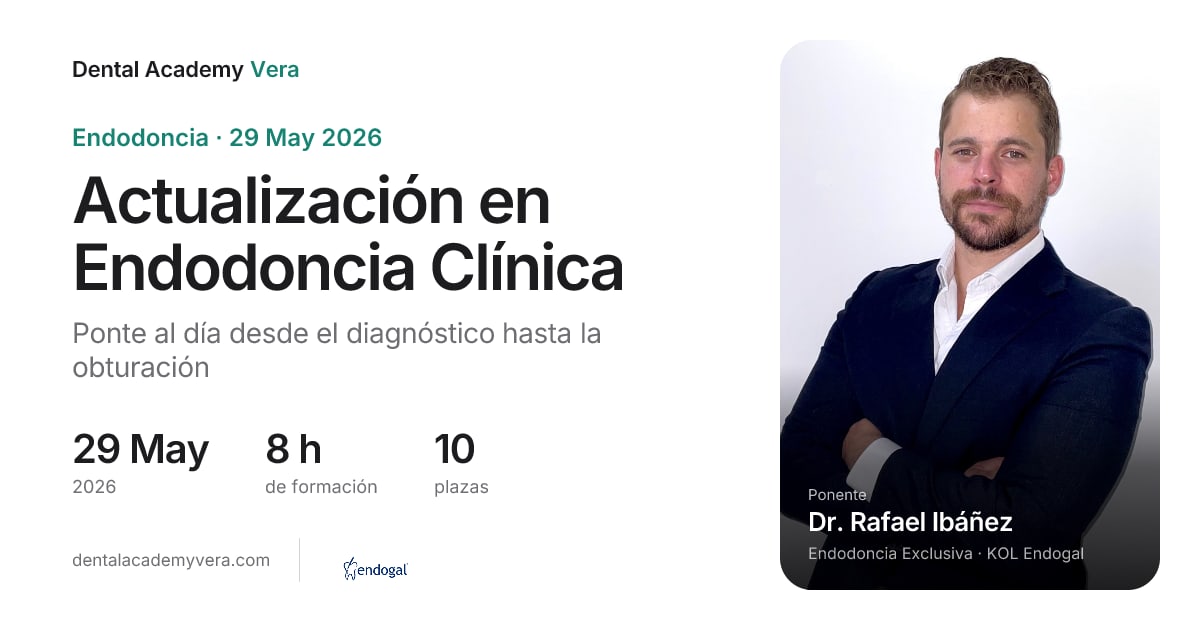 Dental Academy Vera
Endodoncia · 29 May 2026
Actualización en
Endodoncia Clínica
Ponte al día desde el diagnóstico hasta la
obturación
29 May
2026
8 h
de formación
10
plazas
dentalacademyvera.com
endogal
Ponente
Dr. Rafael Ibáñez
Endodoncia Exclusiva · KOL Endogal